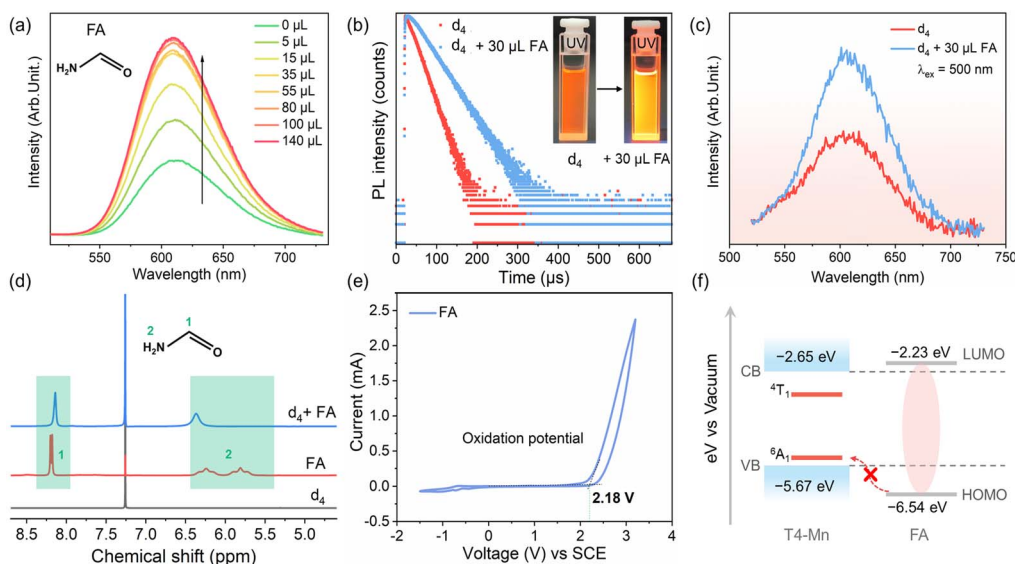 (a)
FA
H₂N
O
0 µL
5 µL
15 µL
35 µL
55 µL
80 µL
100 µL
140 µL
Intensity (Arb.Unit.)
550 600 650 700
Wavelength (nm)
(b)
d₄
d₄ + 30 µL FA
UV
UV
d₄
+ 30 µL FA
PL intensity (counts)
0 100 200 300 400 500 600
Time (µs)
(c)
d₄
d₄ + 30 µL FA
λex = 500 nm
Intensity (Arb.Unit.)
500 550 600 650 700 750
Wavelength (nm)
(d)
2
1
H₂N
O
d₄+ FA
1
2
FA
d₄
8.5 8.0 7.5 7.0 6.5 6.0 5.5 5.0
Chemical shift (ppm)
(e)
FA
Current (mA)
3.0
2.5
2.0
1.5
1.0
0.5
0.0
-0.5
Oxidation potential
2.18 V
-2 -1 0 1 2 3 4
Voltage (V) vs SCE
(f)
eV vs Vacuum
−2.65 eV
−2.23 eV
LUMO
CB
⁴T₁
⁶A₁
VB
−5.67 eV
HOMO
−6.54 eV
T4-Mn
FA